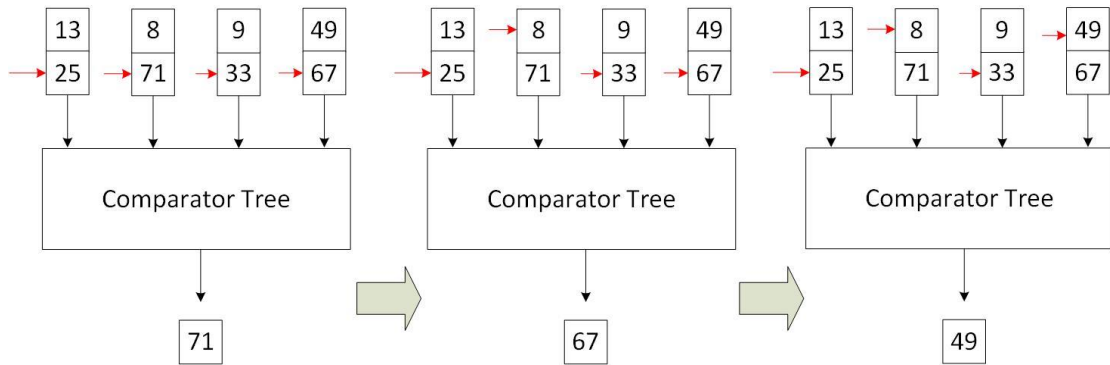 13 8 9 49 13 8 9 49 13 8 9 49
25 71 33 67 25 71 33 67 25 71 33 67
Comparator Tree Comparator Tree Comparator Tree
71 67 49